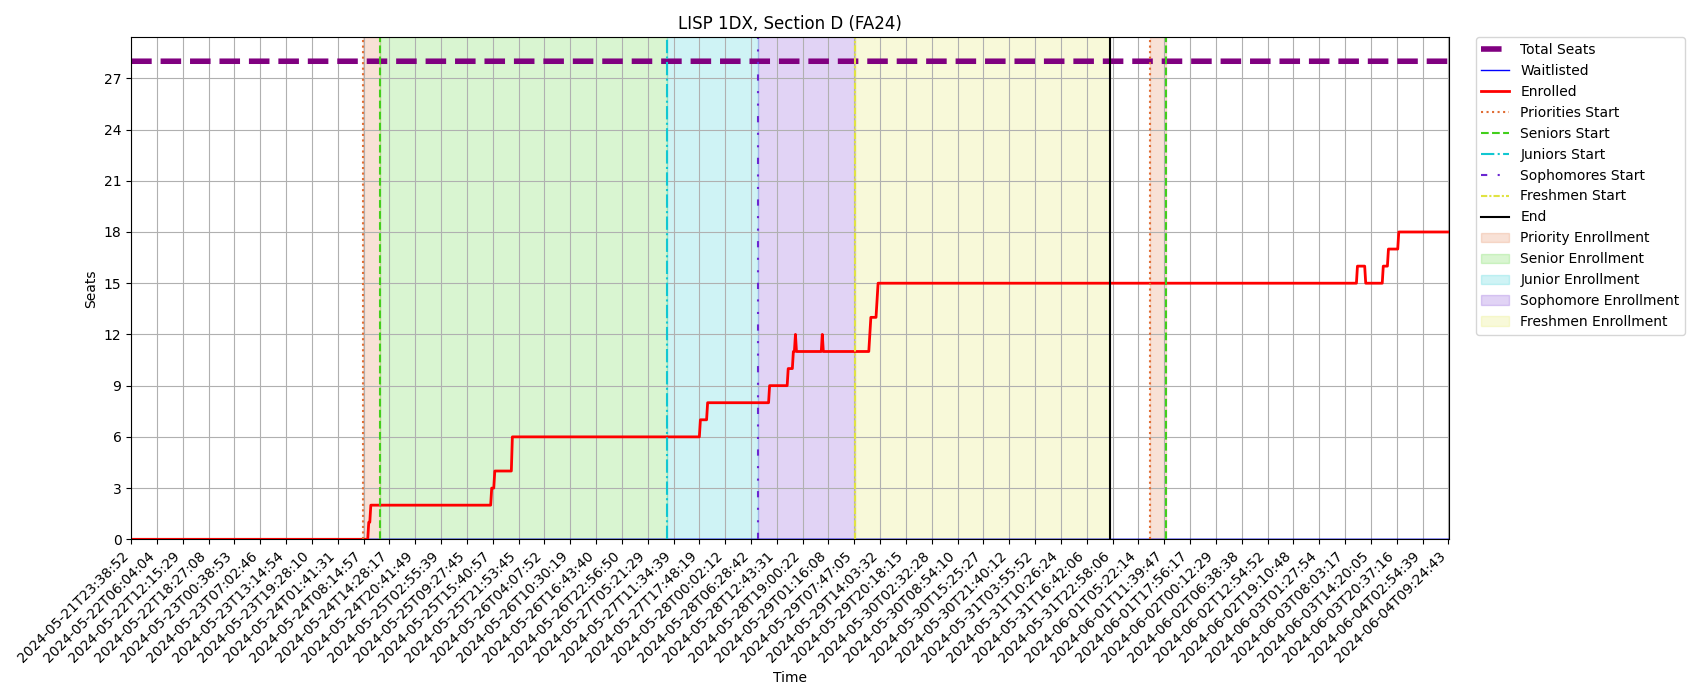 LISP 1DX, Section D (FA24)
Total Seats
Waitlisted
Enrolled
Priorities Start
Seniors Start
Juniors Start
Sophomores Start
Freshmen Start
End
Priority Enrollment
Senior Enrollment
Junior Enrollment
Sophomore Enrollment
Freshmen Enrollment
Seats
27
24
21
18
15
12
9
6
3
0
2024-05-21T23:38:52
2024-05-22T06:04:04
2024-05-22T12:15:29
2024-05-22T18:27:08
2024-05-23T00:38:53
2024-05-23T07:02:46
2024-05-23T13:14:54
2024-05-23T19:28:10
2024-05-24T01:41:31
2024-05-24T08:14:57
2024-05-24T14:28:17
2024-05-24T20:41:49
2024-05-25T02:55:39
2024-05-25T09:27:45
2024-05-25T15:40:57
2024-05-25T21:53:45
2024-05-26T04:07:52
2024-05-26T10:30:19
2024-05-26T16:43:40
2024-05-26T22:56:50
2024-05-27T05:21:29
2024-05-27T11:34:39
2024-05-27T17:48:19
2024-05-28T00:02:12
2024-05-28T06:28:42
2024-05-28T12:43:31
2024-05-28T19:00:22
2024-05-29T01:16:08
2024-05-29T07:47:05
2024-05-29T14:03:32
2024-05-29T20:18:15
2024-05-30T02:32:28
2024-05-30T08:54:10
2024-05-30T15:25:27
2024-05-30T21:40:12
2024-05-31T03:55:52
2024-05-31T10:26:24
2024-05-31T16:42:06
2024-05-31T22:58:06
2024-06-01T05:22:14
2024-06-01T11:39:47
2024-06-01T17:56:17
2024-06-02T00:12:29
2024-06-02T06:38:38
2024-06-02T12:54:52
2024-06-02T19:10:48
2024-06-03T01:27:54
2024-06-03T08:03:17
2024-06-03T14:20:05
2024-06-03T20:37:16
2024-06-04T02:54:39
2024-06-04T09:24:43
Time